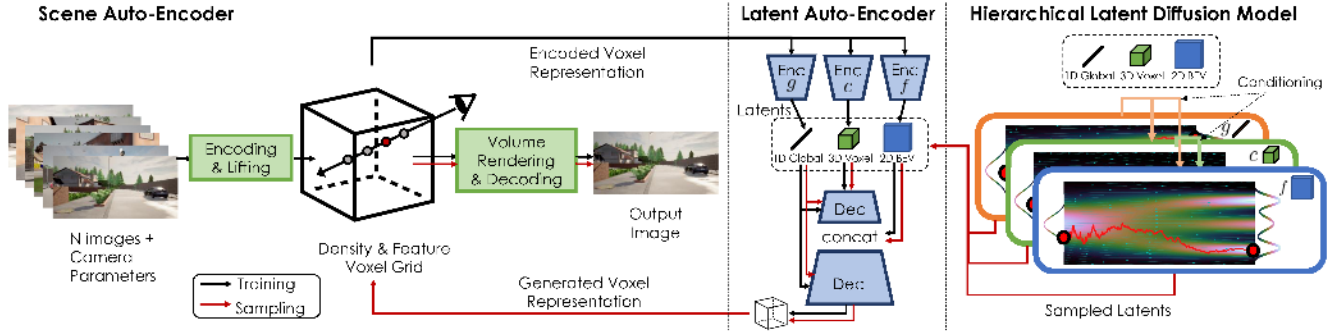 Scene Auto-Encoder
Latent Auto-Encoder
Hierarchical Latent Diffusion Model
Encoded Voxel
Representation
Enc
g
Enc
c
Enc
f
1D Global
3D Voxel
2D BEV
Conditioning
Latents
g
c
f
Encoding
& Lifting
Volume
Rendering
& Decoding
1D Global
3D Voxel
2D BEV
Dec
concat
Output
Image
N images +
Camera
Parameters
Density & Feature
Voxel Grid
Dec
Training
Sampling
Generated Voxel
Representation
Sampled Latents